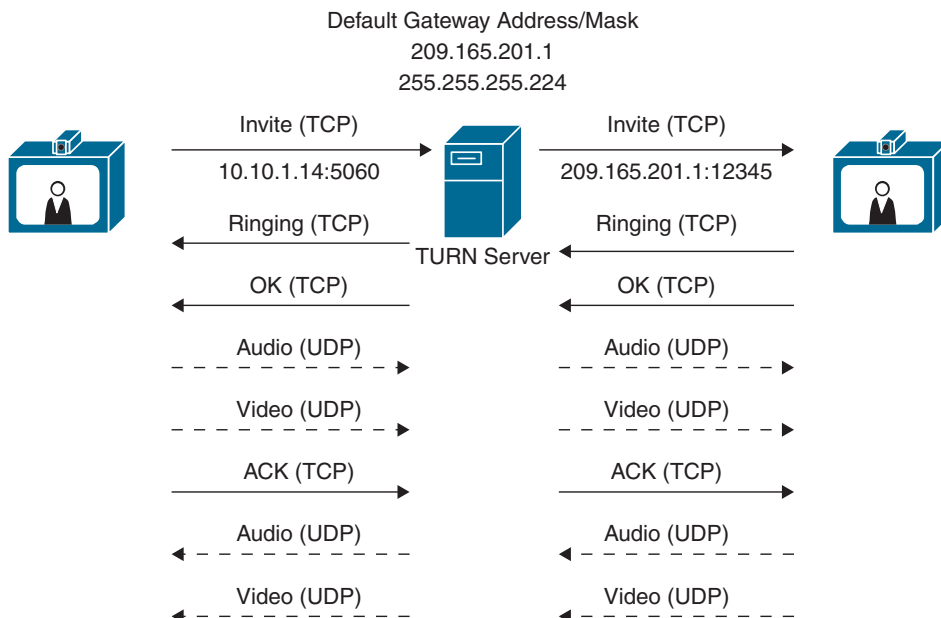 Default Gateway Address/Mask
209.165.201.1
255.255.255.224
Invite (TCP)
Invite (TCP)
10.10.1.14:5060
209.165.201.1:12345
Ringing (TCP)
Ringing (TCP)
TURN Server
OK (TCP)
OK (TCP)
Audio (UDP)
Audio (UDP)
Video (UDP)
Video (UDP)
ACK (TCP)
ACK (TCP)
Audio (UDP)
Audio (UDP)
Video (UDP)
Video (UDP)